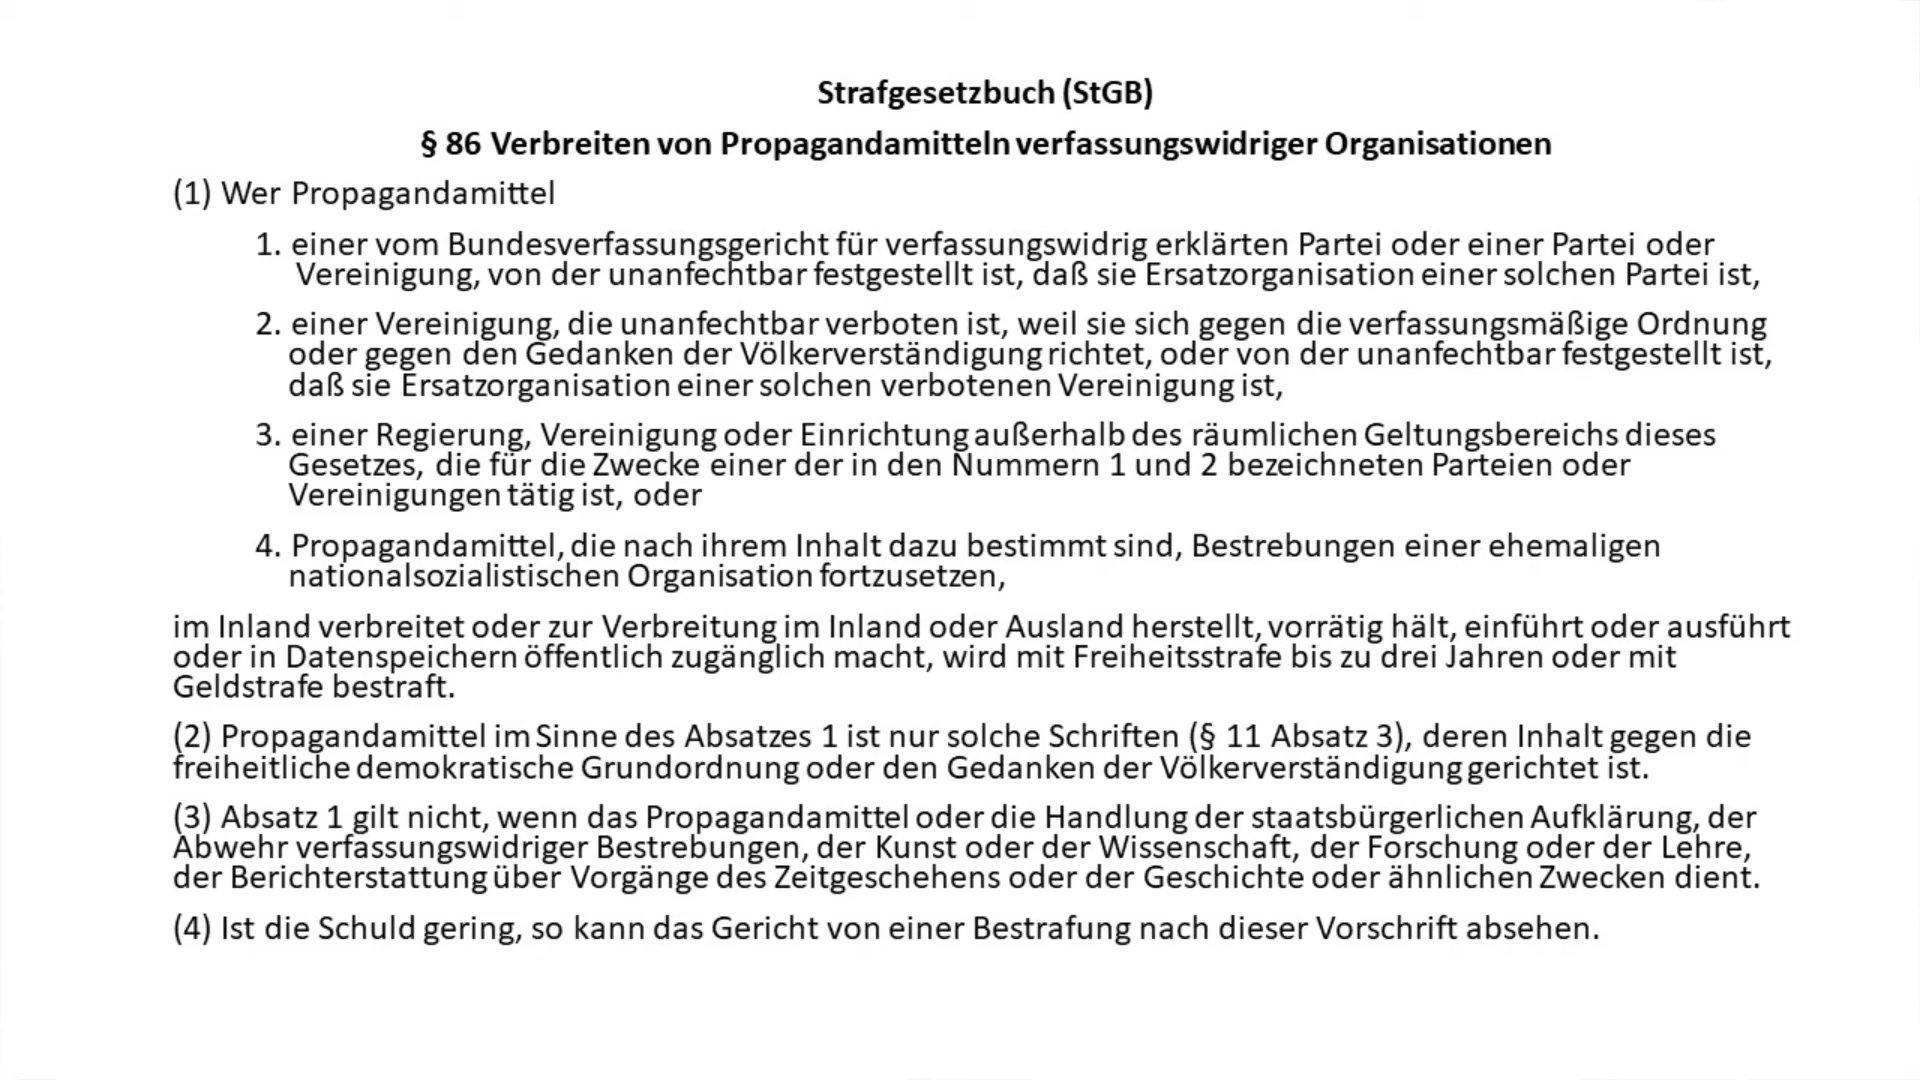 Strafgesetzbuch (StGB)
§ 86 Verbreiten von Propagandamitteln verfassungswidriger Organisationen
(1) Wer Propagandamittel
1. einer vom Bundesverfassungsgericht für verfassungswidrig erklärten Partei oder einer Partei oder
Vereinigung, von der unanfechtbar festgestellt ist, daß sie Ersatzorganisation einer solchen Partei ist,
2. einer Vereinigung, die unanfechtbar verboten ist, weil sie sich gegen die verfassungsmäßige Ordnung
oder gegen den Gedanken der Völkerverständigung richtet, oder von der unanfechtbar festgestellt ist,
daß sie Ersatzorganisation einer solchen verbotenen Vereinigung ist,
3. einer Regierung, Vereinigung oder Einrichtung außerhalb des räumlichen Geltungsbereichs dieses
Gesetzes, die für die Zwecke einer der in den Nummern 1 und 2 bezeichneten Parteien oder
Vereinigungen tätig ist, oder
4. Propagandamittel, die nach ihrem Inhalt dazu bestimmt sind, Bestrebungen einer ehemaligen
nationalsozialistischen Organisation fortzusetzen,
im Inland verbreitet oder zur Verbreitung im Inland oder Ausland herstellt, vorrätig hält, einführt oder ausführt
oder in Datenspeichern öffentlich zugänglich macht, wird mit Freiheitsstrafe bis zu drei Jahren oder mit
Geldstrafe bestraft.
(2) Propagandamittel im Sinne des Absatzes 1 ist nur solche Schriften (§ 11 Absatz 3), deren Inhalt gegen die
freiheitliche demokratische Grundordnung oder den Gedanken der Völkerverständigung gerichtet ist.
(3) Absatz 1 gilt nicht, wenn das Propagandamittel oder die Handlung der staatsbürgerlichen Aufklärung, der
Abwehr verfassungswidriger Bestrebungen, der Kunst oder der Wissenschaft, der Forschung oder der Lehre,
der Berichterstattung über Vorgänge des Zeitgeschehens oder der Geschichte oder ähnlichen Zwecken dient.
(4) Ist die Schuld gering, so kann das Gericht von einer Bestrafung nach dieser Vorschrift absehen.